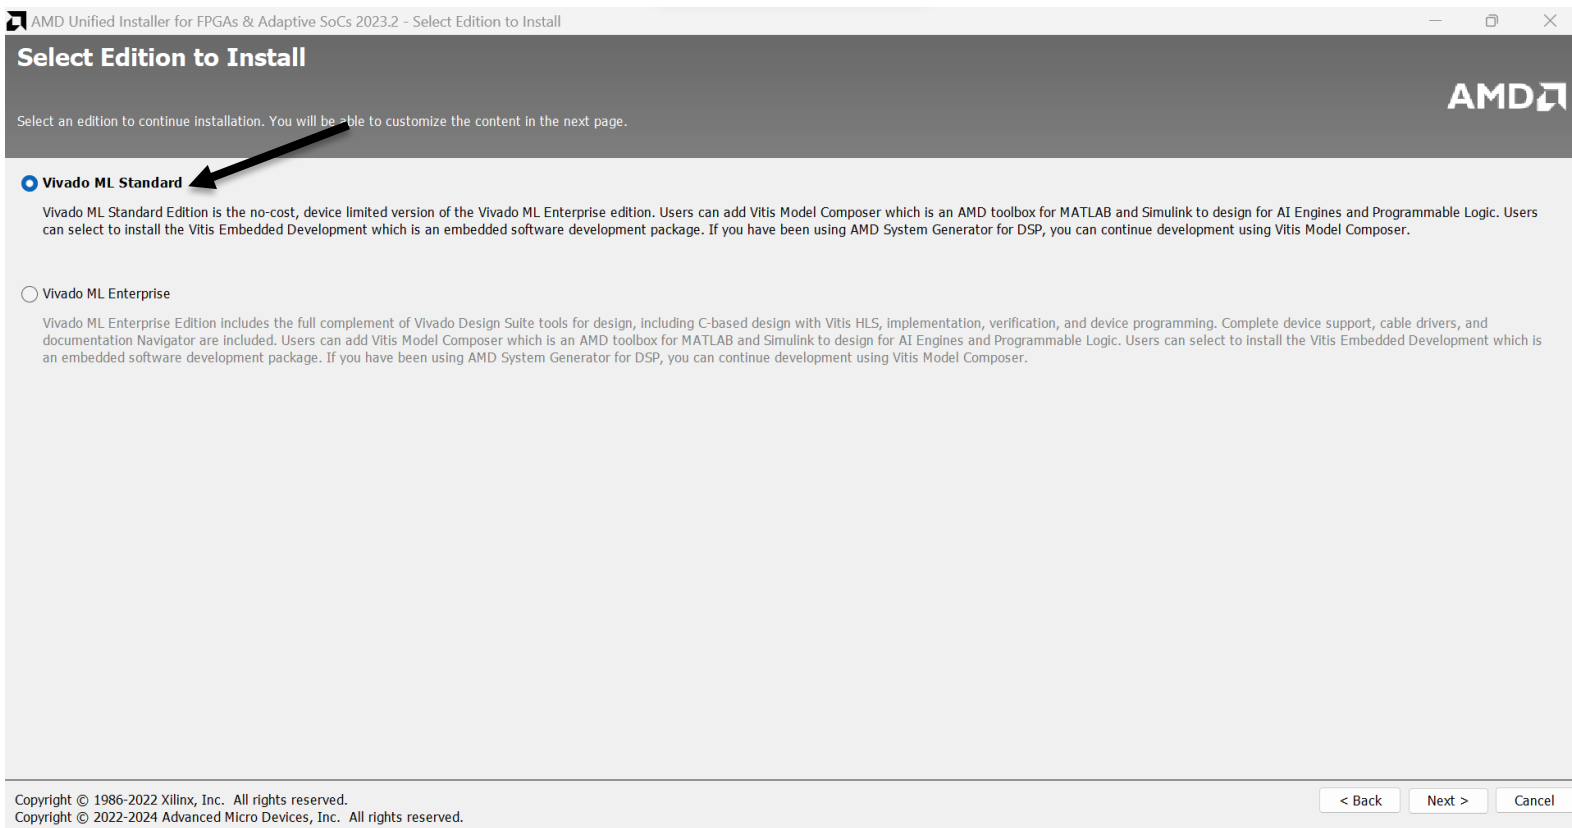 AMD Unified Installer for FPGAs & Adaptive SoCs 2023.2 - Select Edition to Install
Select Edition to Install
AMD
Select an edition to continue installation. You will be able to customize the content in the next page.
Vivado ML Standard
Vivado ML Standard Edition is the no-cost, device limited version of the Vivado ML Enterprise edition. Users can add Vitis Model Composer which is an AMD toolbox for MATLAB and Simulink to design for AI Engines and Programmable Logic. Users
can select to install the Vitis Embedded Development which is an embedded software development package. If you have been using AMD System Generator for DSP, you can continue development using Vitis Model Composer.
Vivado ML Enterprise
Vivado ML Enterprise Edition includes the full complement of Vivado Design Suite tools for design, including C-based design with Vitis HLS, implementation, verification, and device programming. Complete device support, cable drivers, and
documentation Navigator are included. Users can add Vitis Model Composer which is an AMD toolbox for MATLAB and Simulink to design for AI Engines and Programmable Logic. Users can select to install the Vitis Embedded Development which is
an embedded software development package. If you have been using AMD System Generator for DSP, you can continue development using Vitis Model Composer.
Copyright © 1986-2022 Xilinx, Inc. All rights reserved.
Copyright © 2022-2024 Advanced Micro Devices, Inc. All rights reserved.
< Back
Next >
Cancel